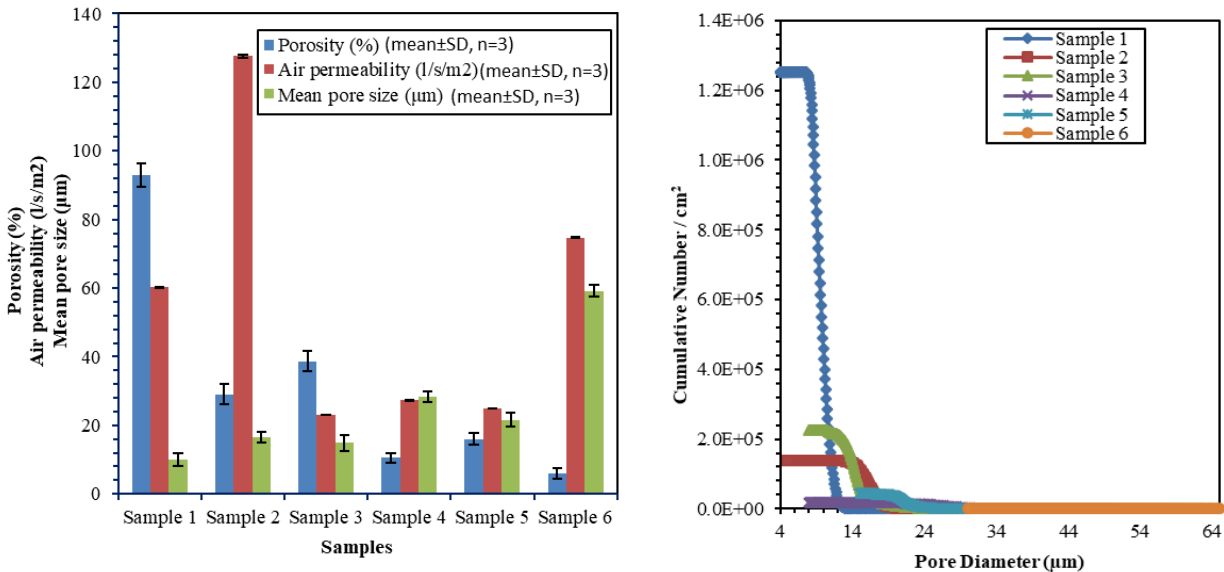 140
120
100
80
60
40
20
0
Porosity (%)
Air permeability (l/s/m2)
Mean pore size (μm)
Porosity (%) (mean±SD, n=3)
Air permeability (l/s/m2)(mean±SD, n=3)
Mean pore size (μm) (mean±SD, n=3)
Sample 1 Sample 2 Sample 3 Sample 4 Sample 5 Sample 6
Samples
1.4E+06
1.2E+06
1.0E+06
8.0E+05
6.0E+05
4.0E+05
2.0E+05
0.0E+00
Cumulative Number / cm²
Sample 1
Sample 2
Sample 3
Sample 4
Sample 5
Sample 6
4 14 24 34 44 54 64
Pore Diameter (μm)